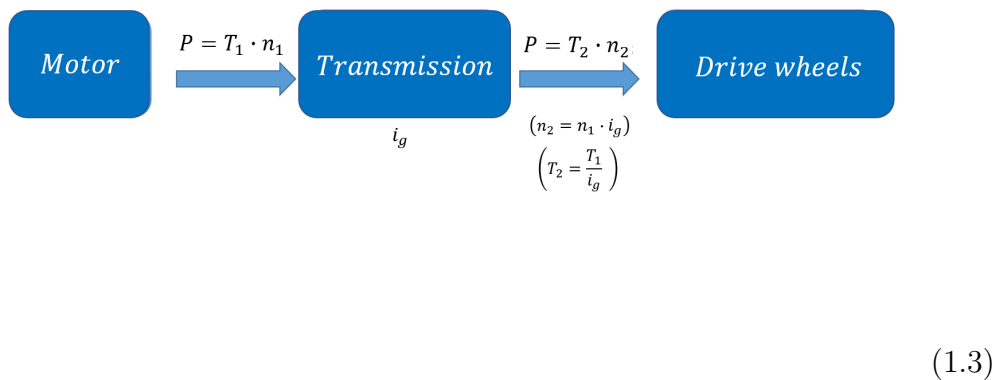 Motor
P = T₁ · n₁
Transmission
i_g
P = T₂ · n₂
(n₂ = n₁ · i_g)
(T₂ = T₁/i_g)
Drive wheels
(1.3)